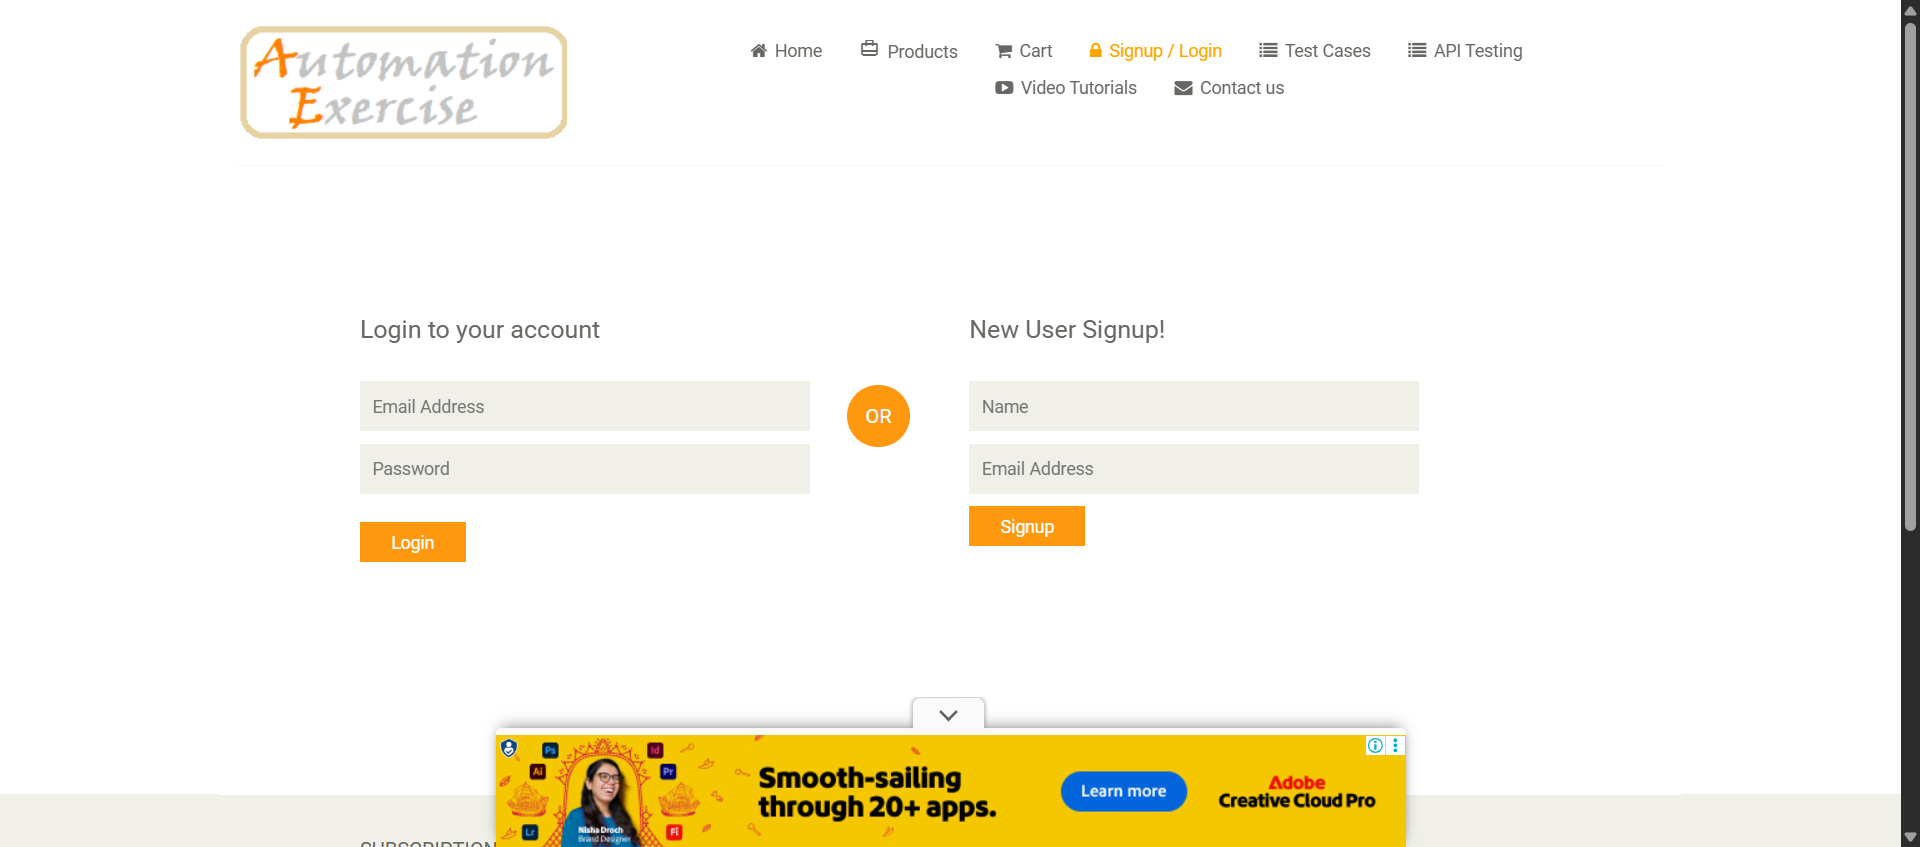 Automation
Exercise
Home
Products
Cart
Signup / Login
Test Cases
API Testing
Video Tutorials
Contact us
Login to your account
New User Signup!
Email Address
OR
Name
Password
Email Address
Login
Signup
Ps
Id
Ai
Pr
Lr
Fi
Nisha Droch
Brand Designer
Smooth-sailing
through 20+ apps.
Learn more
Adobe
Creative Cloud Pro
SUBSCRIPTION